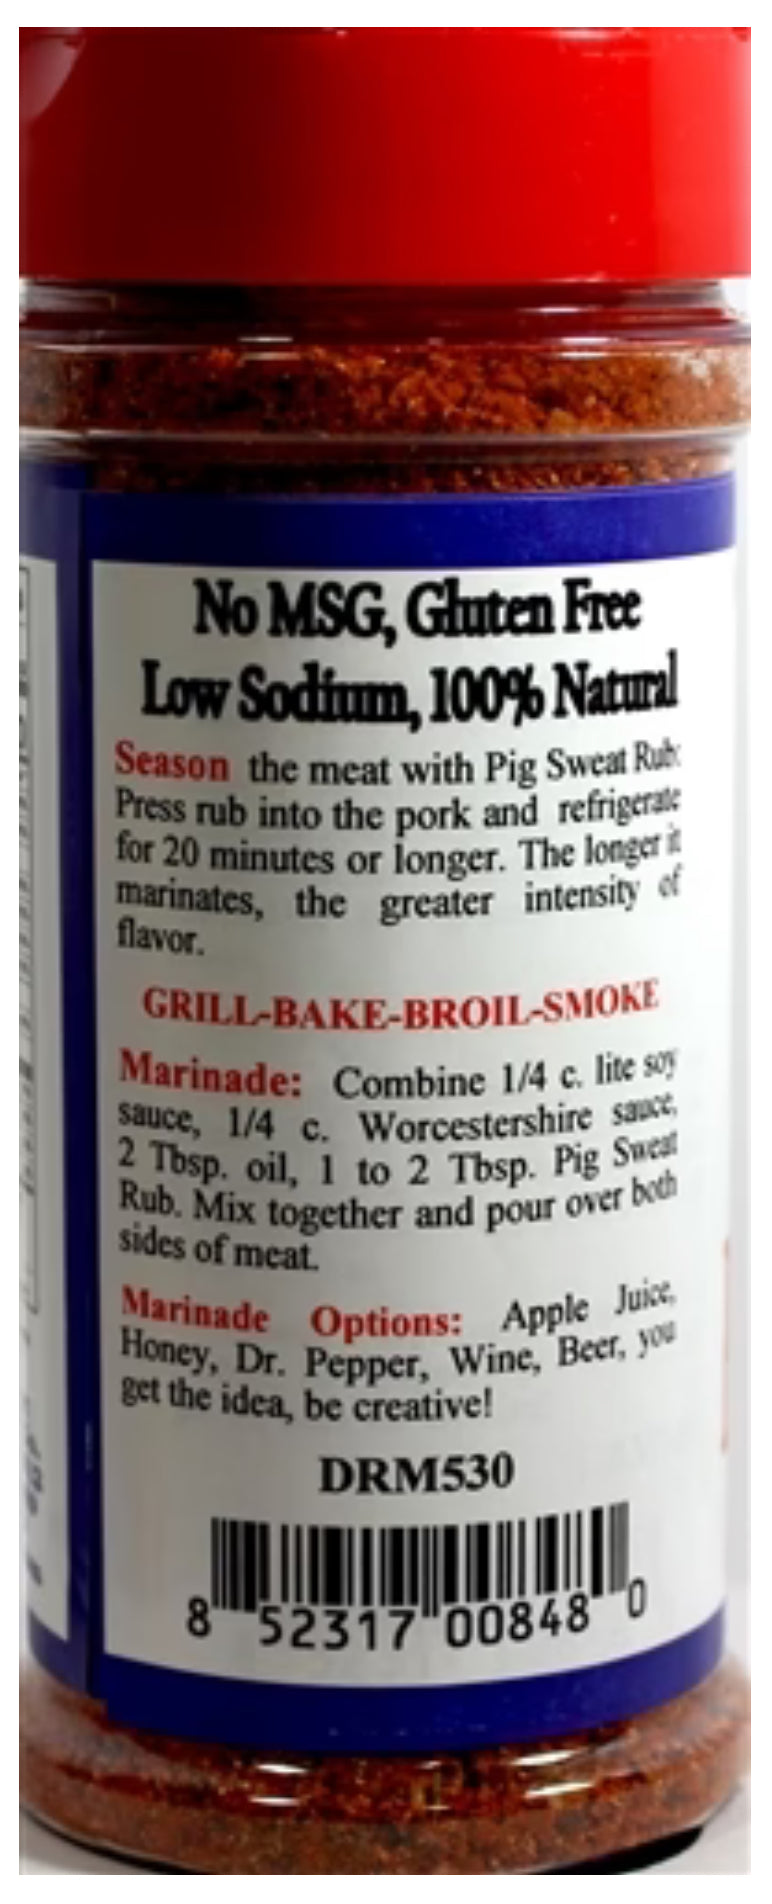 No MSG, Gluten Free
Low Sodium, 100% Natural
Season the meat with Pig Sweat Rub:
Press rub into the pork and refrigerate
for 20 minutes or longer. The longer it
marinates, the greater intensity of
flavor.
GRILL-BAKE-BROIL-SMOKE
Marinade: Combine 1/4 c. lite soy
sauce, 1/4 c. Worcestershire sauce,
2 Tbsp. oil, 1 to 2 Tbsp. Pig Sweat
Rub. Mix together and pour over both
sides of meat.
Marinade Options: Apple Juice,
Honey, Dr. Pepper, Wine, Beer, you
get the idea, be creative!
DRM530
8 52317 00848 0